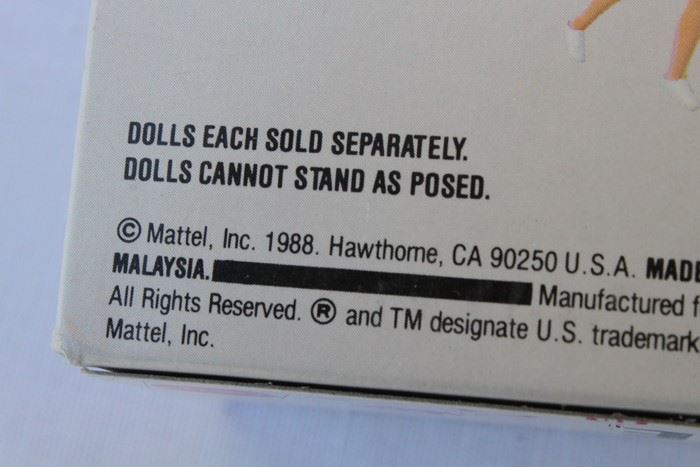 DOLLS EACH SOLD SEPARATELY.
DOLLS CANNOT STAND AS POSED.
© Mattel, Inc. 1988. Hawthorne, CA 90250 U.S.A. MADE
MALAYSIA. Manufactured f
All Rights Reserved. ® and TM designate U.S. trademark
Mattel, Inc.